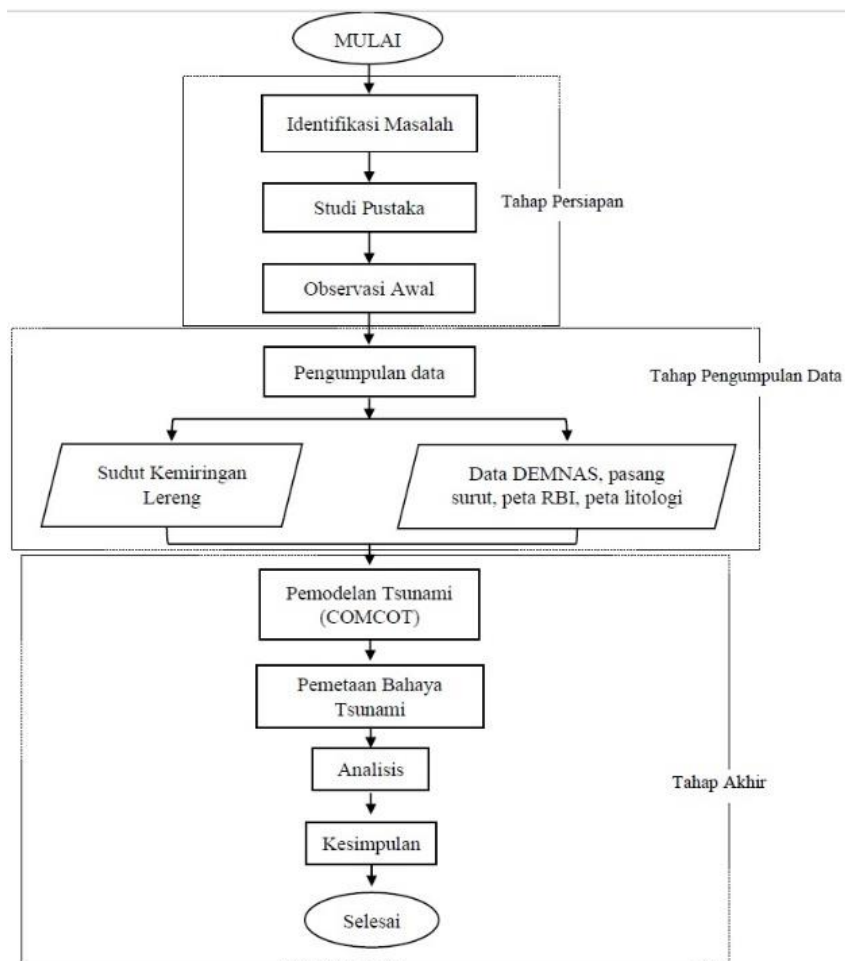 MULAI
Identifikasi Masalah
Studi Pustaka
Tahap Persiapan
Observasi Awal
Pengumpulan data
Tahap Pengumpulan Data
Sudut Kemiringan
Lereng
Data DEMNAS, pasang
surut, peta RBI, peta litologi
Pemodelan Tsunami
(COMCOT)
Pemetaan Bahaya
Tsunami
Analisis
Tahap Akhir
Kesimpulan
Selesai